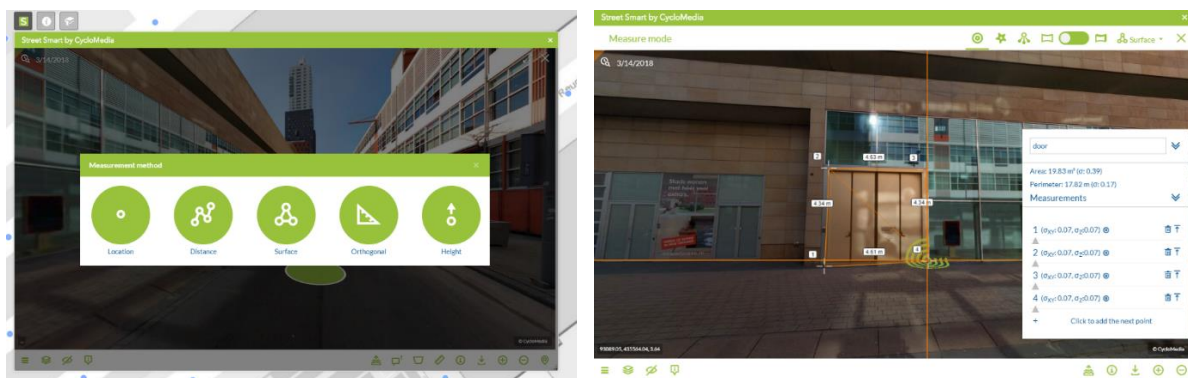 S
Street Smart by CycloMedia
3/14/2018
Measurement method
Location
Distance
Surface
Orthogonal
Height
© CycloMedia
Street Smart by CycloMedia
Measure mode
Surface
3/14/2018
door
Area: 19.83 m² (σ: 0.39)
Perimeter: 17.82 m (σ: 0.17)
Measurements
1 (σXY: 0.07, σZ:0.07)
2 (σXY: 0.07, σZ:0.07)
3 (σXY: 0.07, σZ:0.07)
4 (σXY: 0.07, σZ:0.07)
+ Click to add the next point
2
4.53 m
3
4.34 m
4.34 m
1
4.51 m
4
© CycloMedia